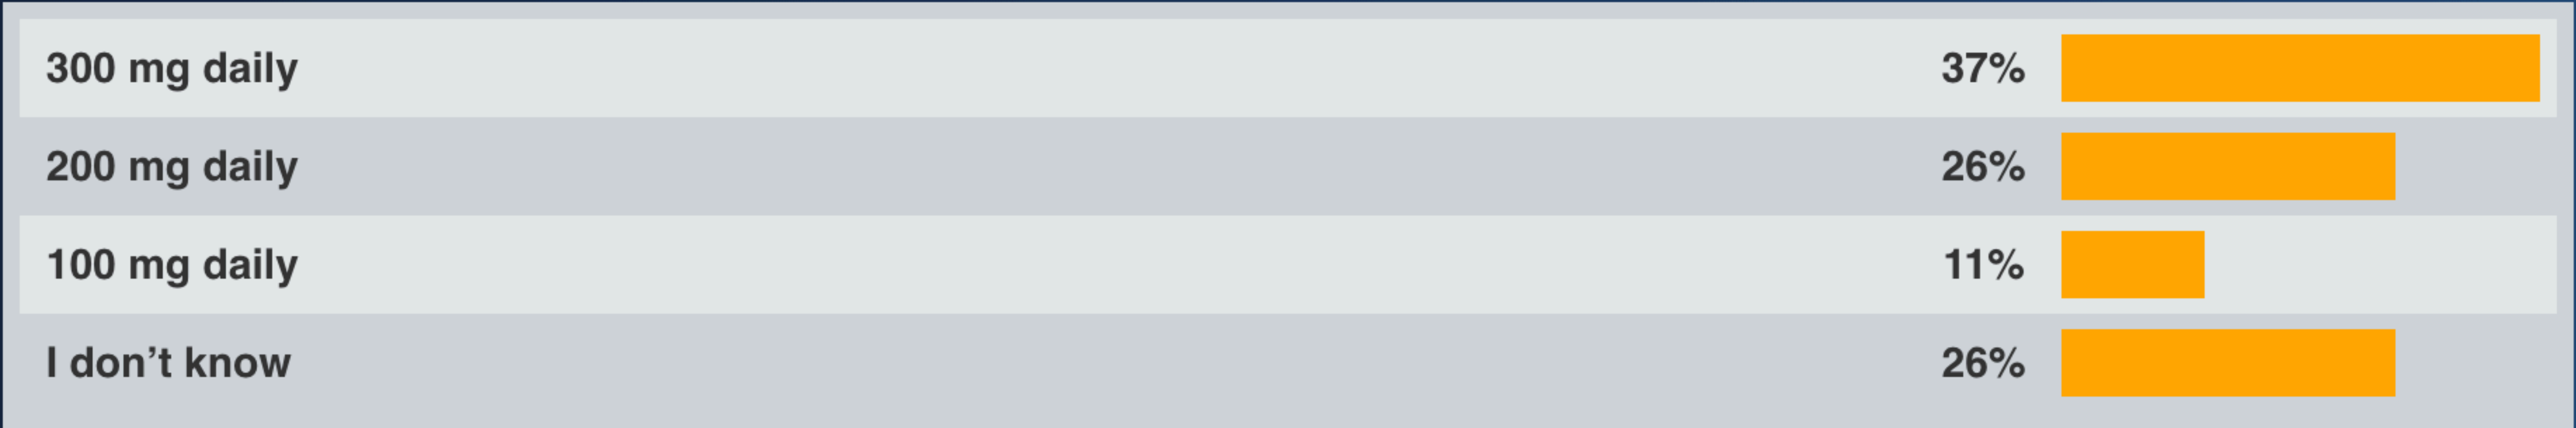 300 mg daily 37%
200 mg daily 26%
100 mg daily 11%
I don’t know 26%